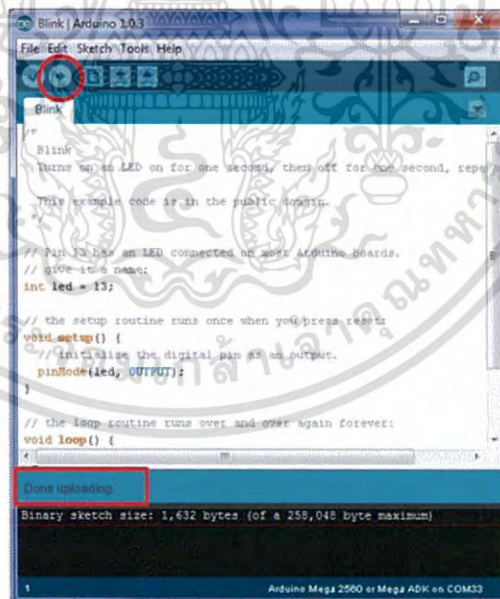 Blink | Arduino 1.0.3
File Edit Sketch Tools Help
Blink
/*
Blink
Turns on an LED on for one second, then off for one second, repe
This example code is in the public domain.
*/
// Pin 13 has an LED connected on most Arduino boards.
// give it a name:
int led = 13;
// the setup routine runs once when you press reset:
void setup() {
// initialize the digital pin as an output.
pinMode(led, OUTPUT);
}
// the loop routine runs over and over again forever:
void loop() {
Done uploading.
Binary sketch size: 1,632 bytes (of a 258,048 byte maximum)
1
Arduino Mega 2560 or Mega ADK on COM33